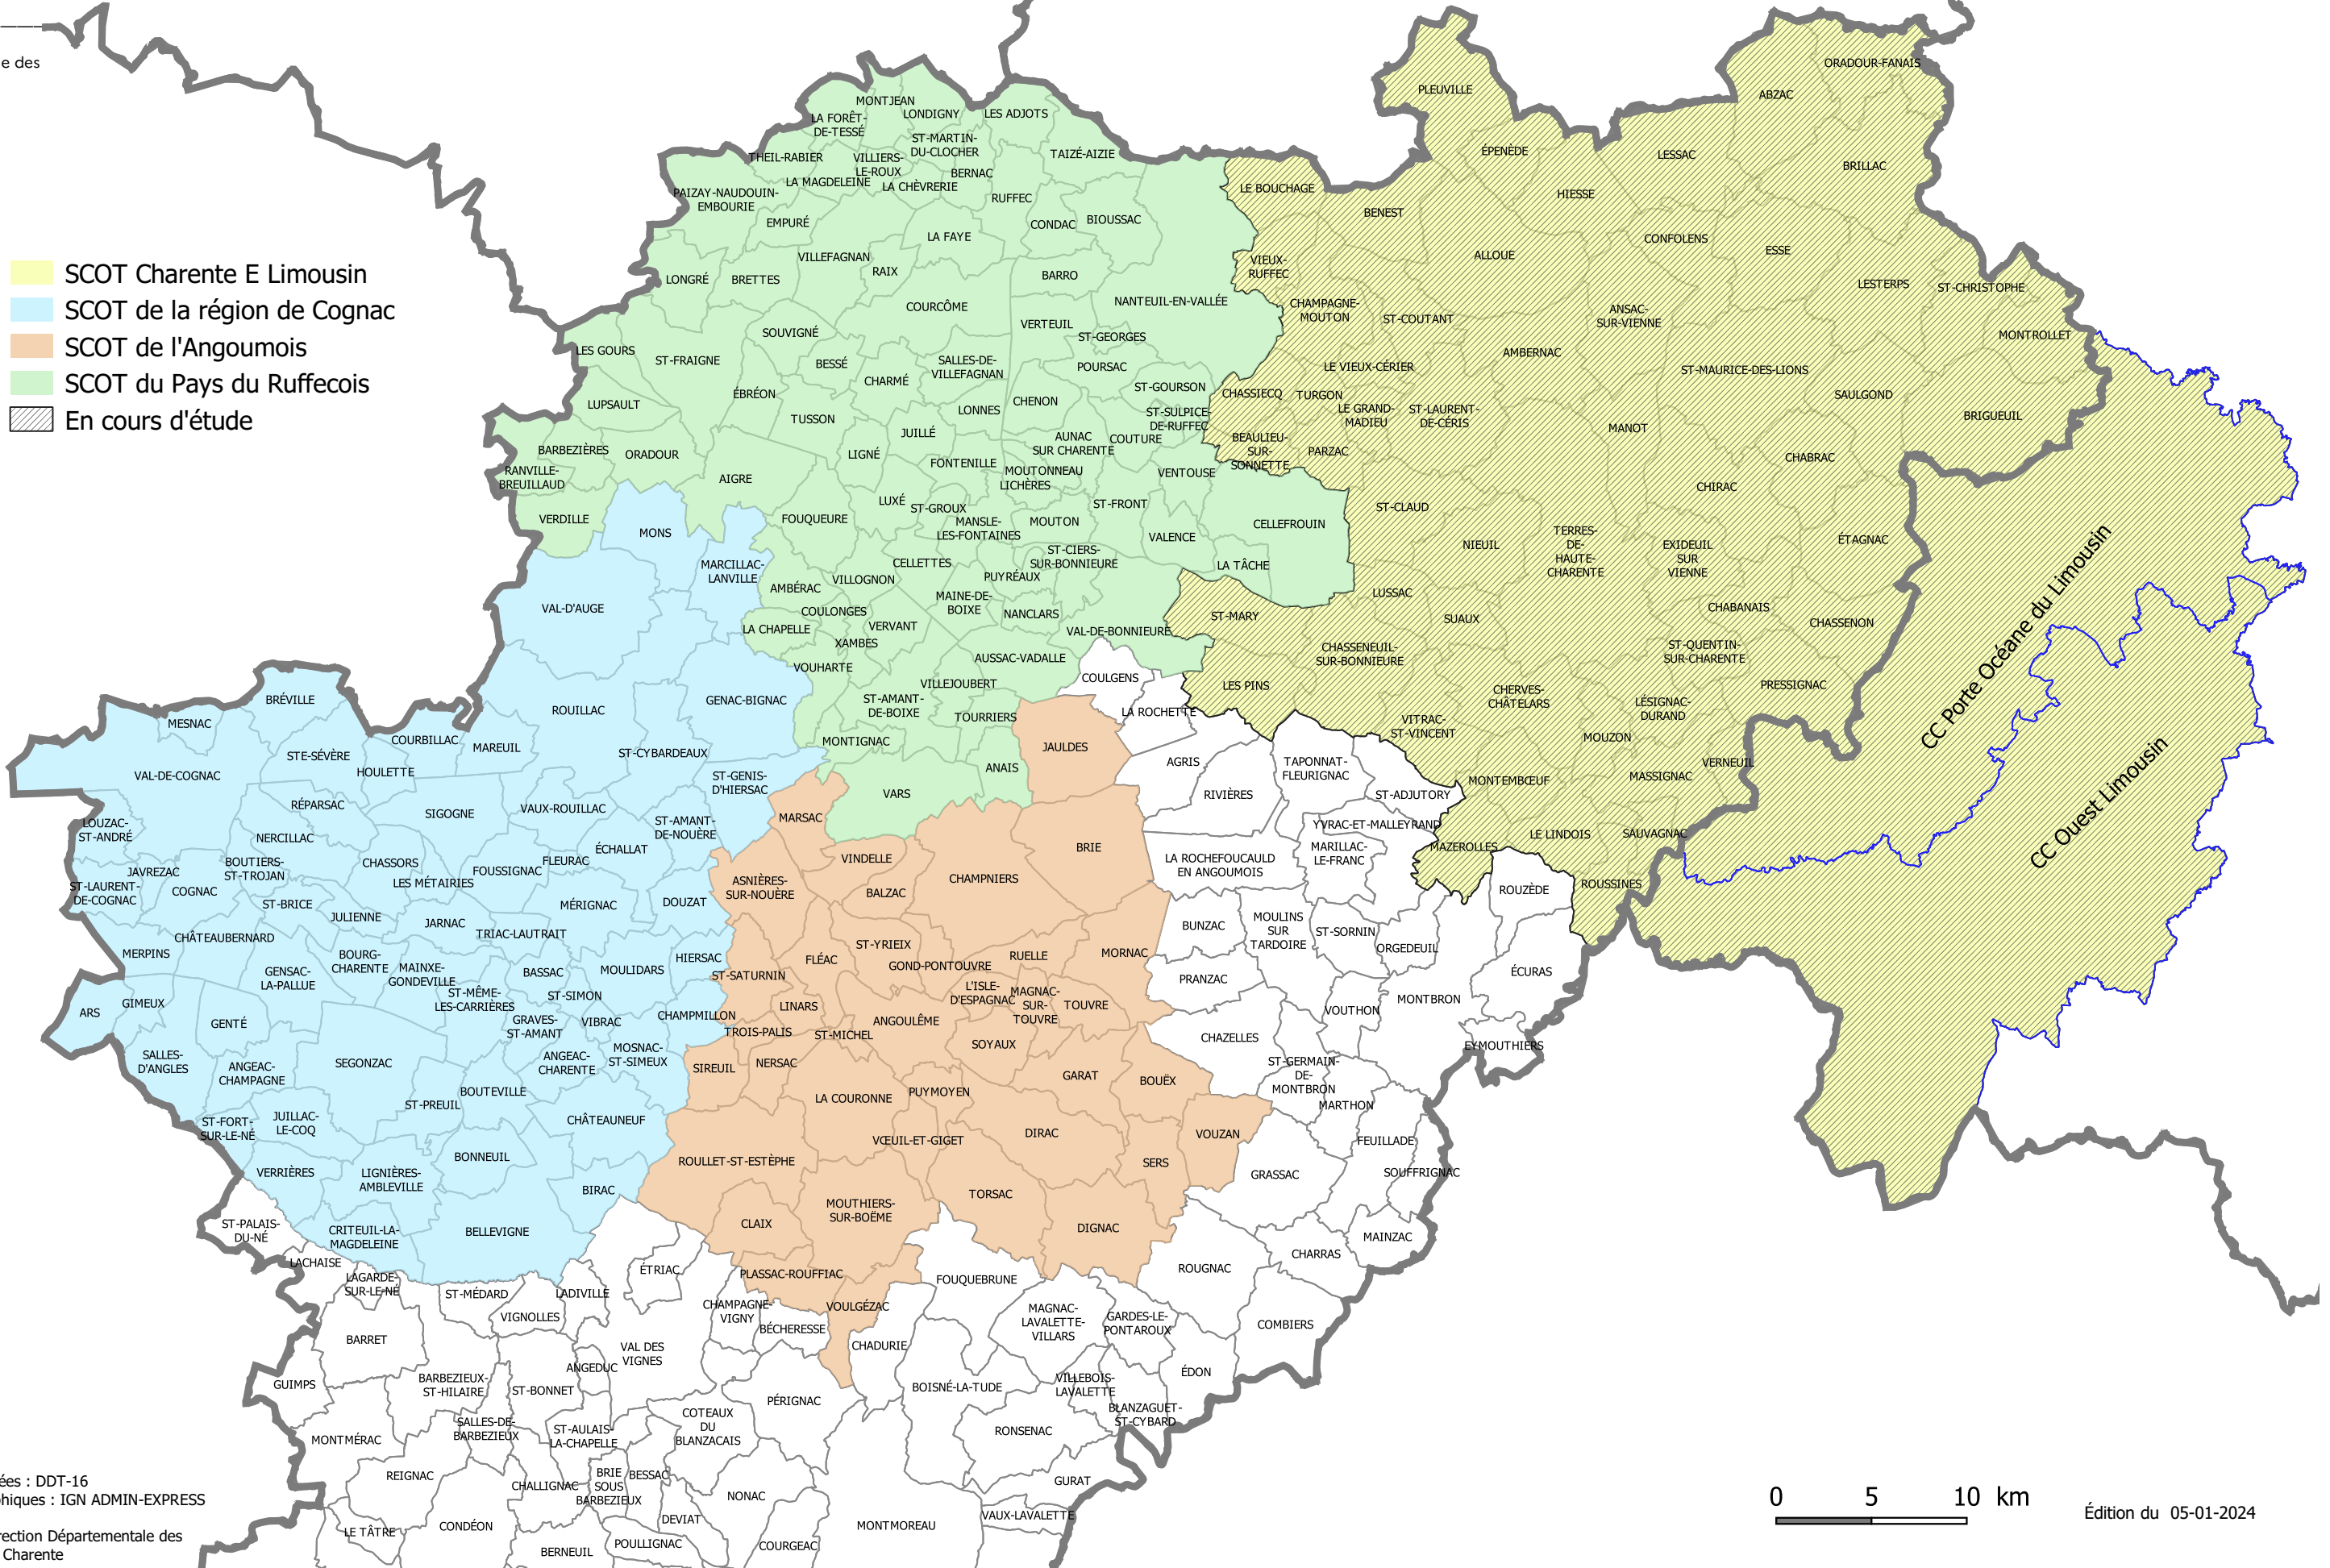 e des
SCOT Charente E Limousin
SCOT de la région de Cognac
SCOT de l'Angoumois
SCOT du Pays du Ruffecois
En cours d'étude
MONTJEAN
LONDIGNY
LES ADJOTS
LA FORÊT-
DE-TESSÉ
ST-MARTIN-
DU-CLOCHER
TAIZÉ-AIZIE
THEIL-RABIER
VILLIERS-
LE-ROUX
BERNAC
LA MAGDELEINE
LA CHÈVRERIE
PAIZAY-NAUDOUIN-
EMBOURIE
RUFFEC
EMPURÉ
CONDAC
BIOUSSAC
LA FAYE
VILLEFAGNAN
RAIX
BARRO
LONGRÉ
BRETTES
NANTEUIL-EN-VALLÉE
COURCÔME
VERTEUIL
SOUVIGNÉ
ST-GEORGES
LES GOURS
ST-FRAIGNE
BESSÉ
SALLES-DE-
VILLEFAGNAN
POURSAC
CHARMÉ
ST-GOURSON
ÉBRÉON
CHENON
LUPSAULT
TUSSON
LONNES
ST-SULPICE-
DE-RUFFEC
JUILLÉ
AUNAC
SUR CHARENTE
COUTURE
BARBEZIÈRES
ORADOUR
LIGNÉ
FONTENILLE
MOUTONNEAU
LICHÈRES
VENTOUSE
RANVILLE-
BREUILLAUD
AIGRE
LUXÉ
ST-GROUX
ST-FRONT
VERDILLE
FOUQUEURE
MANSLE-
LES-FONTAINES
MOUTON
VALENCE
CELLEFROUIN
CELLETTES
ST-CIERS-
SUR-BONNIEURE
LA TÂCHE
VILLOGNON
PUYRÉAUX
AMBÉRAC
MAINE-DE-
BOIXE
NANCLARS
COULONGES
VERVANT
VAL-DE-BONNIEURE
LA CHAPELLE
XAMBES
VOUHARTE
AUSSAC-VADALLE
VILLEJOUBERT
ST-AMANT-
DE-BOIXE
TOURRIERS
MONTIGNAC
ANAIS
VARS
PLEUVILLE
ABZAC
ORADOUR-FANAIS
ÉPENÈDE
LESSAC
BRILLAC
LE BOUCHAGE
HIESSE
BENEST
CONFOLENS
ESSE
ALLOUE
VIEUX-
RUFFEC
LESTERPS
ST-CHRISTOPHE
CHAMPAGNE-
MOUTON
ST-COUTANT
ANSAC-
SUR-VIENNE
MONTROLLET
AMBERNAC
LE VIEUX-CÉRIER
ST-MAURICE-DES-LIONS
CHASSIECQ
TURGON
SAULGOND
LE GRAND-
MADIEU
ST-LAURENT-
DE-CÉRIS
BRIGUEUIL
MANOT
BEAULIEU-
SUR-
SONNETTE
PARZAC
CHABRAC
CHIRAC
ST-CLAUD
NIEUIL
TERRES-
DE-
HAUTE-
CHARENTE
EXIDEUIL
SUR
VIENNE
ÉTAGNAC
LUSSAC
CHABANAIS
ST-MARY
SUAUX
CHASSENON
CHASSENEUIL-
SUR-BONNIEURE
ST-QUENTIN-
SUR-CHARENTE
LES PINS
PRESSIGNAC
CHERVES-
CHÂTELARS
LÉSIGNAC-
DURAND
VITRAC-
ST-VINCENT
MOUZON
VERNEUIL
MONTEMBŒUF
MASSIGNAC
LE LINDOIS
SAUVAGNAC
MAZEROLLES
ROUSSINES
CC Porte Océane du Limousin
CC Ouest Limousin
MONS
MARCILLAC-
LANVILLE
VAL-D'AUGE
GENAC-BIGNAC
ROUILLAC
BRÉVILLE
MESNAC
COURBILLAC
MAREUIL
ST-CYBARDEAUX
STE-SÉVÈRE
HOULETTE
VAL-DE-COGNAC
ST-GENIS-
D'HIERSAC
RÉPARSAC
SIGOGNE
VAUX-ROUILLAC
LOUZAC-
ST-ANDRÉ
NERCILLAC
ST-AMANT-
DE-NOUÈRE
ÉCHALLAT
JAVREZAC
BOUTIERS-
ST-TROJAN
CHASSORS
FLEURAC
FOUSSIGNAC
LES MÉTAIRIES
ST-LAURENT-
DE-COGNAC
COGNAC
ST-BRICE
MÉRIGNAC
DOUZAT
JULIENNE
JARNAC
TRIAC-LAUTRAIT
CHÂTEAUBERNARD
MERPINS
BOURG-
CHARENTE
HIERSAC
GENSAC-
LA-PALLUE
MAINXE-
GONDEVILLE
BASSAC
MOULIDARS
ST-MÊME-
LES-CARRIÈRES
ST-SIMON
ARS
GIMEUX
GENTÉ
GRAVES-
ST-AMANT
VIBRAC
CHAMPMILLON
MOSNAC-
ST-SIMEUX
SALLES-
D'ANGLES
ANGEAC-
CHAMPAGNE
SEGONZAC
ANGEAC-
CHARENTE
BOUTEVILLE
ST-PREUIL
JUILLAC-
LE-COQ
CHÂTEAUNEUF
ST-FORT-
SUR-LE-NÉ
BONNEUIL
VERRIÈRES
LIGNIÈRES-
AMBLEVILLE
BIRAC
CRITEUIL-LA-
MAGDELEINE
BELLEVIGNE
JAULDES
MARSAC
BRIE
VINDELLE
ASNIÈRES-
SUR-NOUÈRE
BALZAC
CHAMPNIERS
ST-YRIEIX
FLÉAC
GOND-PONTOUVRE
RUELLE
MORNAC
ST-SATURNIN
L'ISLE-
D'ESPAGNAC
MAGNAC-
SUR-
TOUVRE
TOUVRE
LINARS
ANGOULÊME
TROIS-PALIS
ST-MICHEL
SOYAUX
SIREUIL
NERSAC
GARAT
BOUËX
LA COURONNE
PUYMOYEN
VŒUIL-ET-GIGET
DIRAC
VOUZAN
ROULLET-ST-ESTÈPHE
SERS
MOUTHIERS-
SUR-BOËME
TORSAC
CLAIX
DIGNAC
PLASSAC-ROUFFIAC
VOULGÉZAC
COULGENS
LA ROCHETTE
AGRIS
TAPONNAT-
FLEURIGNAC
RIVIÈRES
ST-ADJUTORY
YVRAC-ET-MALLEYRAND
LA ROCHEFOUCAULD
EN ANGOUMOIS
MARILLAC-
LE-FRANC
ROUZÈDE
BUNZAC
MOULINS
SUR
TARDOIRE
ST-SORNIN
ORGEDEUIL
PRANZAC
ÉCURAS
MONTBRON
VOUTHON
CHAZELLES
EYMOUTHIERS
ST-GERMAIN-
DE-
MONTBRON
MARTHON
FEUILLADE
GRASSAC
SOUFFRIGNAC
MAINZAC
CHARRAS
ROUGNAC
COMBIERS
ST-PALAIS-
DU-NÉ
LACHAISE
LAGARDE-
SUR-LE-NÉ
ST-MÉDARD
VIGNOLLES
LADIVILLE
ÉTRIAC
CHAMPAGNE-
VIGNY
BÉCHERESSE
FOUQUEBRUNE
MAGNAC-
LAVALETTE-
VILLARS
GARDES-LE-
PONTAROUX
BARRET
VAL DES
VIGNES
CHADURIE
ANGEDUC
ÉDON
GUIMPS
BARBEZIEUX-
ST-HILAIRE
ST-BONNET
BOISNÉ-LA-TUDE
VILLEBOIS-
LAVALETTE
PÉRIGNAC
BLANZAGUET-
ST-CYBARD
SALLES-DE-
BARBEZIEUX
ST-AULAIS-
LA-CHAPELLE
COTEAUX
DU
BLANZACAIS
RONSENAC
MONTMÉRAC
REIGNAC
CHALLIGNAC
BRIE
SOUS
BARBEZIEUX
BESSAC
GURAT
NONAC
DEVIAT
MONTMOREAU
VAUX-LAVALETTE
LE TÂTRE
CONDÉON
POULLIGNAC
COURGEAC
BERNEUIL
ées : DDT-16
phiques : IGN ADMIN-EXPRESS
rection Départementale des
Charente
0 5 10 km
Édition du 05-01-2024